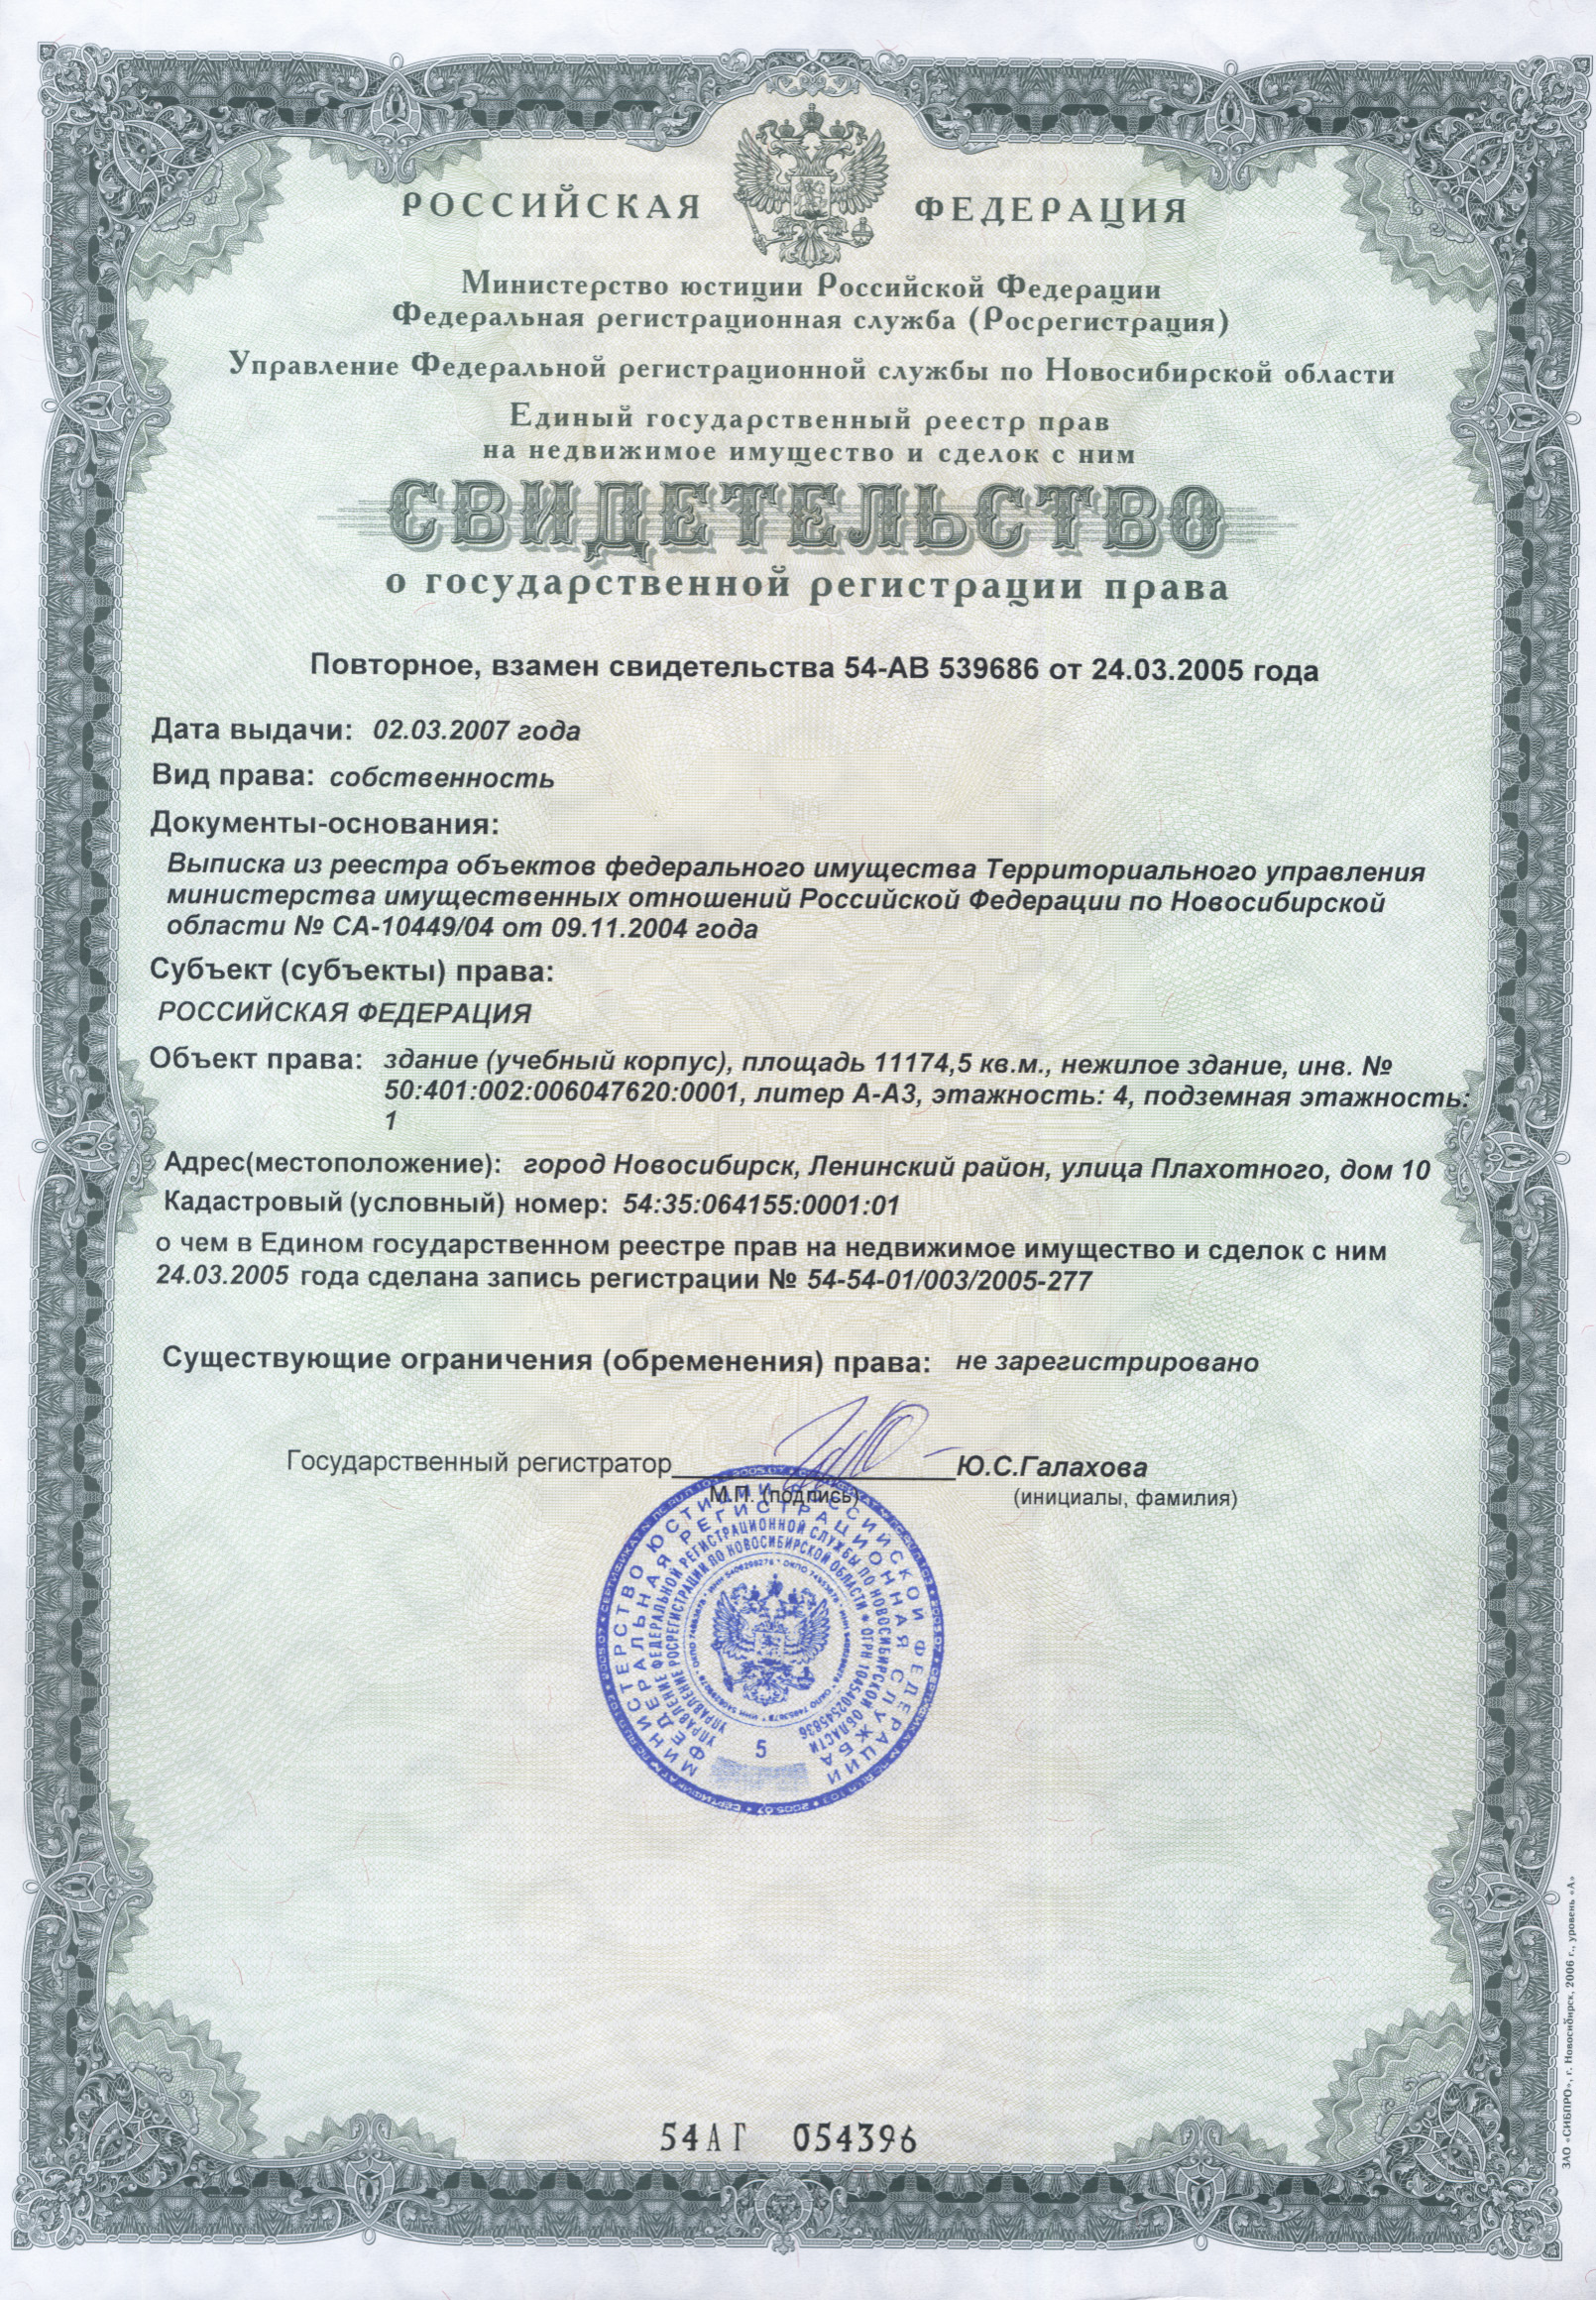 РОССИЙСКАЯ ФЕДЕРАЦИЯ
Министерство юстиции Российской Федерации
Федеральная регистрационная служба (Росрегистрация)
Управление Федеральной регистрационной службы по Новосибирской области
Единый государственный реестр прав
на недвижимое имущество и сделок с ним
СВИДЕТЕЛЬСТВО
о государственной регистрации права
Повторное, взамен свидетельства 54-АВ 539686 от 24.03.2005 года
Дата выдачи: 02.03.2007 года
Вид права: собственность
Документы-основания:
Выписка из реестра объектов федерального имущества Территориального управления
министерства имущественных отношений Российской Федерации по Новосибирской
области № СА-10449/04 от 09.11.2004 года
Субъект (субъекты) права:
РОССИЙСКАЯ ФЕДЕРАЦИЯ
Объект права: здание (учебный корпус), площадь 11174,5 кв.м., нежилое здание, инв. №
50:401:002:006047620:0001, литер А-А3, этажность: 4, подземная этажность:
1
Адрес(местоположение): город Новосибирск, Ленинский район, улица Плахотного, дом 10
Кадастровый (условный) номер: 54:35:064155:0001:01
о чем в Едином государственном реестре прав на недвижимое имущество и сделок с ним
24.03.2005 года сделана запись регистрации № 54-54-01/003/2005-277
Существующие ограничения (обременения) права: не зарегистрировано
Государственный регистратор Ю.С.Галахова
М.П. (подпись) (инициалы, фамилия)
МИНИСТЕРСТВО ЮСТИЦИИ РОССИЙСКОЙ ФЕДЕРАЦИИ
ФЕДЕРАЛЬНАЯ РЕГИСТРАЦИОННАЯ СЛУЖБА
УПРАВЛЕНИЕ ФЕДЕРАЛЬНОЙ РЕГИСТРАЦИОННОЙ СЛУЖБЫ ПО НОВОСИБИРСКОЙ ОБЛАСТИ
УПРАВЛЕНИЕ РОСРЕГИСТРАЦИИ ПО НОВОСИБИРСКОЙ ОБЛАСТИ * ОГРН 1045402545836
5
54АГ 054396
ЗАО «СИБПРО», г. Новосибирск, 2006 г., уровень «А»